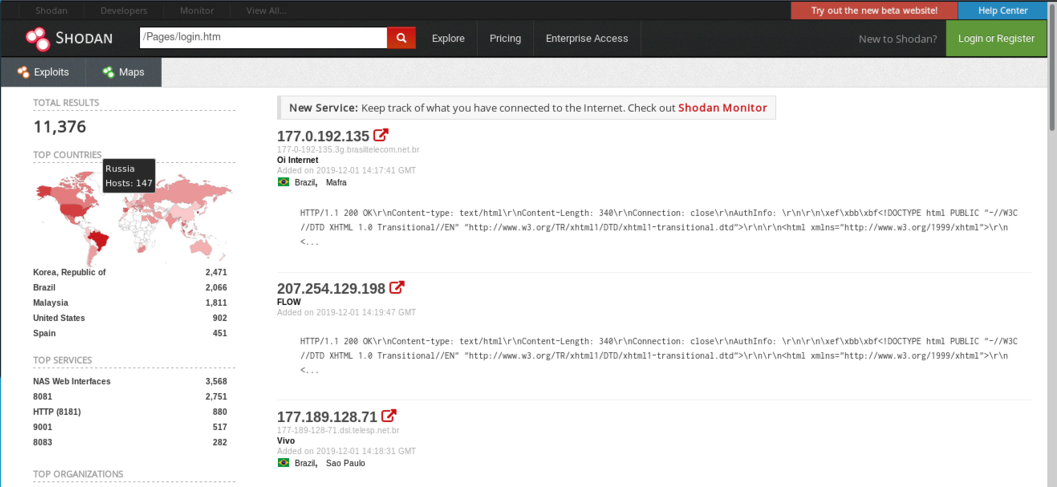 Shodan Developers Monitor View All... Try out the new beta website! Help Center
SHODAN /Pages/login.htm Explore Pricing Enterprise Access New to Shodan? Login or Register
Exploits Maps
TOTAL RESULTS
11,376
TOP COUNTRIES
Russia
Hosts: 147
Korea, Republic of 2,471
Brazil 2,066
Malaysia 1,811
United States 902
Spain 451
TOP SERVICES
NAS Web Interfaces 3,568
8081 2,751
HTTP (8181) 880
9001 517
8083 282
TOP ORGANIZATIONS
New Service: Keep track of what you have connected to the Internet. Check out Shodan Monitor
177.0.192.135
177-0-192-135.3g.brasiltelecom.net.br
Oi Internet
Added on 2019-12-01 14:17:41 GMT
Brazil, Mafra
HTTP/1.1 200 OK\r\nContent-type: text/html\r\nContent-Length: 340\r\nConnection: close\r\nAuthInfo: \r\n\r\n\xef\xbb\xbf<!DOCTYPE html PUBLIC "-//W3C
//DTD XHTML 1.0 Transitional//EN" "http://www.w3.org/TR/xhtml1/DTD/xhtml1-transitional.dtd">\r\n\r\n<html xmlns="http://www.w3.org/1999/xhtml">\r\n
<...
207.254.129.198
FLOW
Added on 2019-12-01 14:19:47 GMT
HTTP/1.1 200 OK\r\nContent-type: text/html\r\nContent-Length: 340\r\nConnection: close\r\nAuthInfo: \r\n\r\n\xef\xbb\xbf<!DOCTYPE html PUBLIC "-//W3C
//DTD XHTML 1.0 Transitional//EN" "http://www.w3.org/TR/xhtml1/DTD/xhtml1-transitional.dtd">\r\n\r\n<html xmlns="http://www.w3.org/1999/xhtml">\r\n
<...
177.189.128.71
177-189-128-71.dsl.telesp.net.br
Vivo
Added on 2019-12-01 14:18:31 GMT
Brazil, Sao Paulo